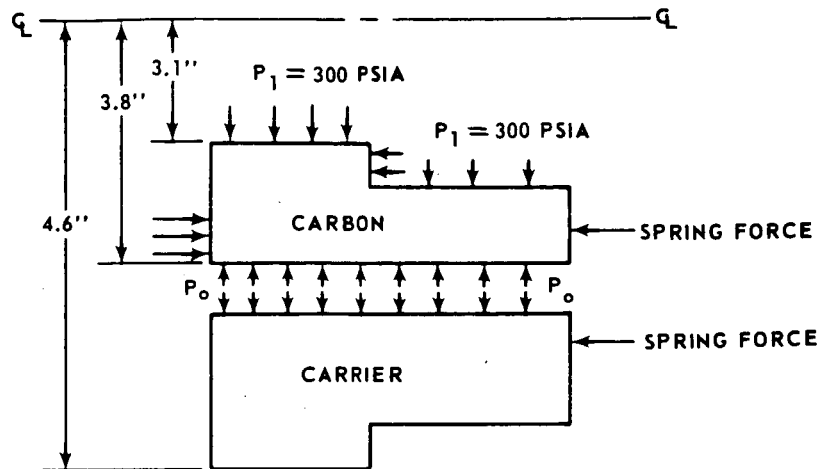 ℄ ℄
3.1''
P₁ = 300 PSIA
3.8''
P₁ = 300 PSIA
4.6''
CARBON
SPRING FORCE
Pₒ Pₒ
SPRING FORCE
CARRIER